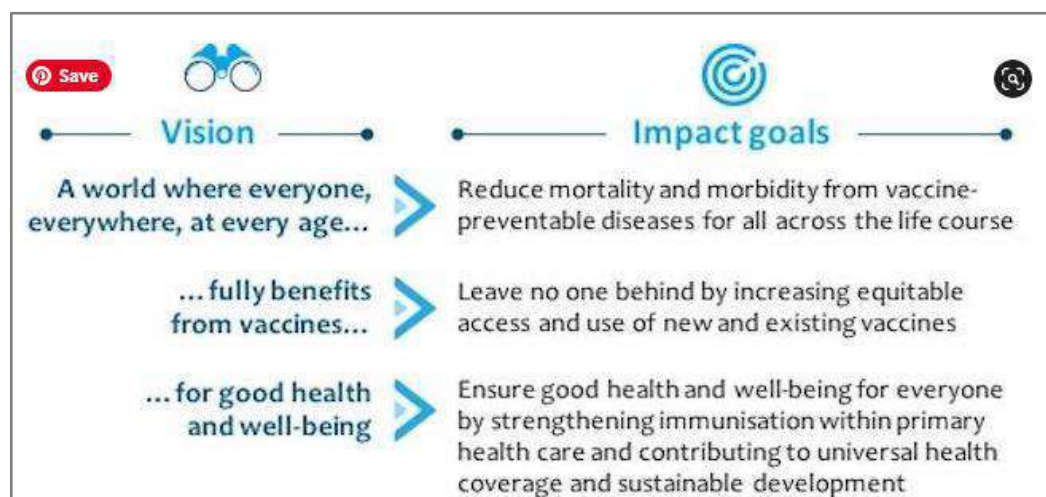 Save
Vision
Impact goals
A world where everyone,
everywhere, at every age...
Reduce mortality and morbidity from vaccine-
preventable diseases for all across the life course
...fully benefits
from vaccines...
Leave no one behind by increasing equitable
access and use of new and existing vaccines
...for good health
and well-being
Ensure good health and well-being for everyone
by strengthening immunisation within primary
health care and contributing to universal health
coverage and sustainable development